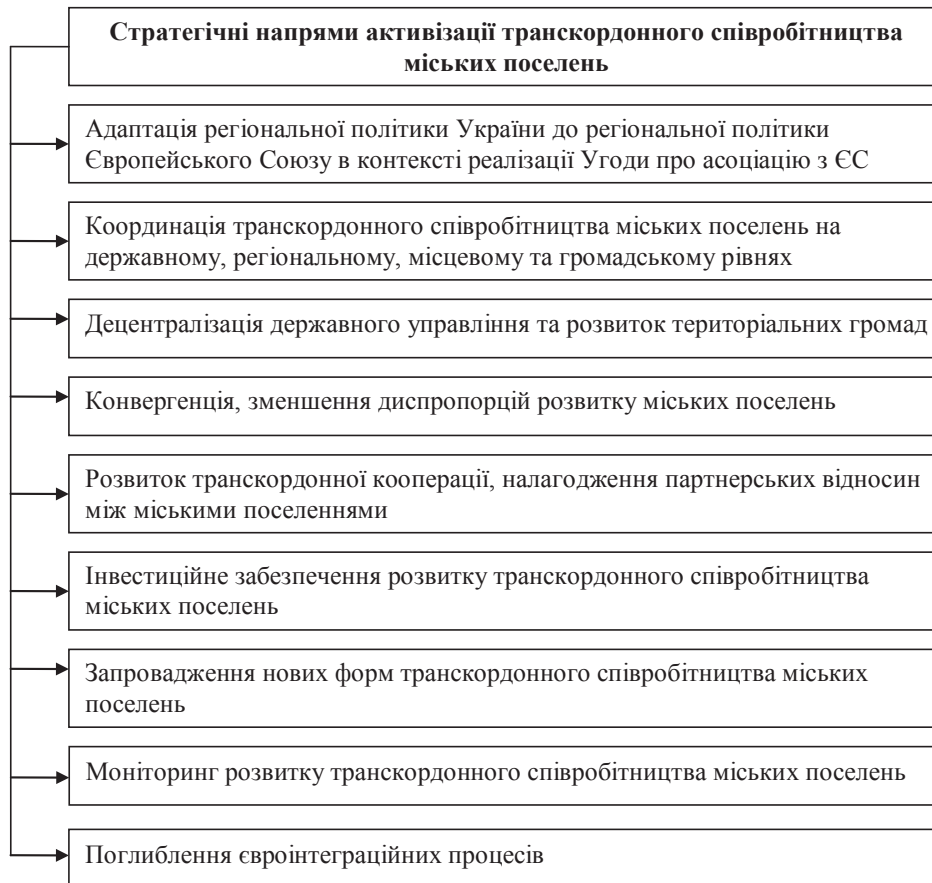 Стратегічні напрями активізації транскордонного співробітництва
міських поселень
Адаптація регіональної політики України до регіональної політики
Європейського Союзу в контексті реалізації Угоди про асоціацію з ЄС
Координація транскордонного співробітництва міських поселень на
державному, регіональному, місцевому та громадському рівнях
Децентралізація державного управління та розвиток територіальних громад
Конвергенція, зменшення диспропорцій розвитку міських поселень
Розвиток транскордонної кооперації, налагодження партнерських відносин
між міськими поселеннями
Інвестиційне забезпечення розвитку транскордонного співробітництва
міських поселень
Запровадження нових форм транскордонного співробітництва міських
поселень
Моніторинг розвитку транскордонного співробітництва міських поселень
Поглиблення євроінтеграційних процесів